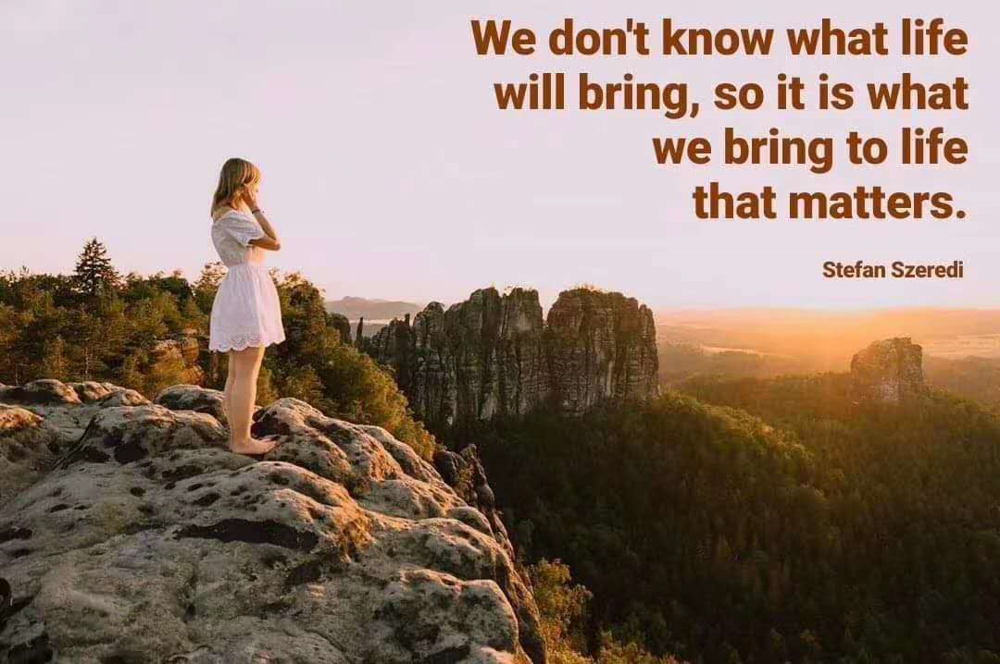 We don't know what life
will bring, so it is what
we bring to life
that matters.
Stefan Szeredi